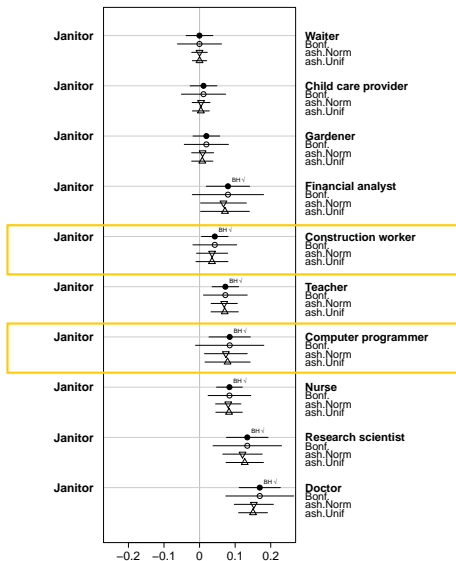 Janitor Waiter
Bonf.
ash.Norm
ash.Unif
Janitor Child care provider
Bonf.
ash.Norm
ash.Unif
Janitor Gardener
Bonf.
ash.Norm
ash.Unif
BH √
Janitor Financial analyst
Bonf.
ash.Norm
ash.Unif
BH √
Janitor Construction worker
Bonf.
ash.Norm
ash.Unif
BH √
Janitor Teacher
Bonf.
ash.Norm
ash.Unif
BH √
Janitor Computer programmer
Bonf.
ash.Norm
ash.Unif
BH √
Janitor Nurse
Bonf.
ash.Norm
ash.Unif
BH √
Janitor Research scientist
Bonf.
ash.Norm
ash.Unif
BH √
Janitor Doctor
Bonf.
ash.Norm
ash.Unif
−0.2 −0.1 0 0.1 0.2